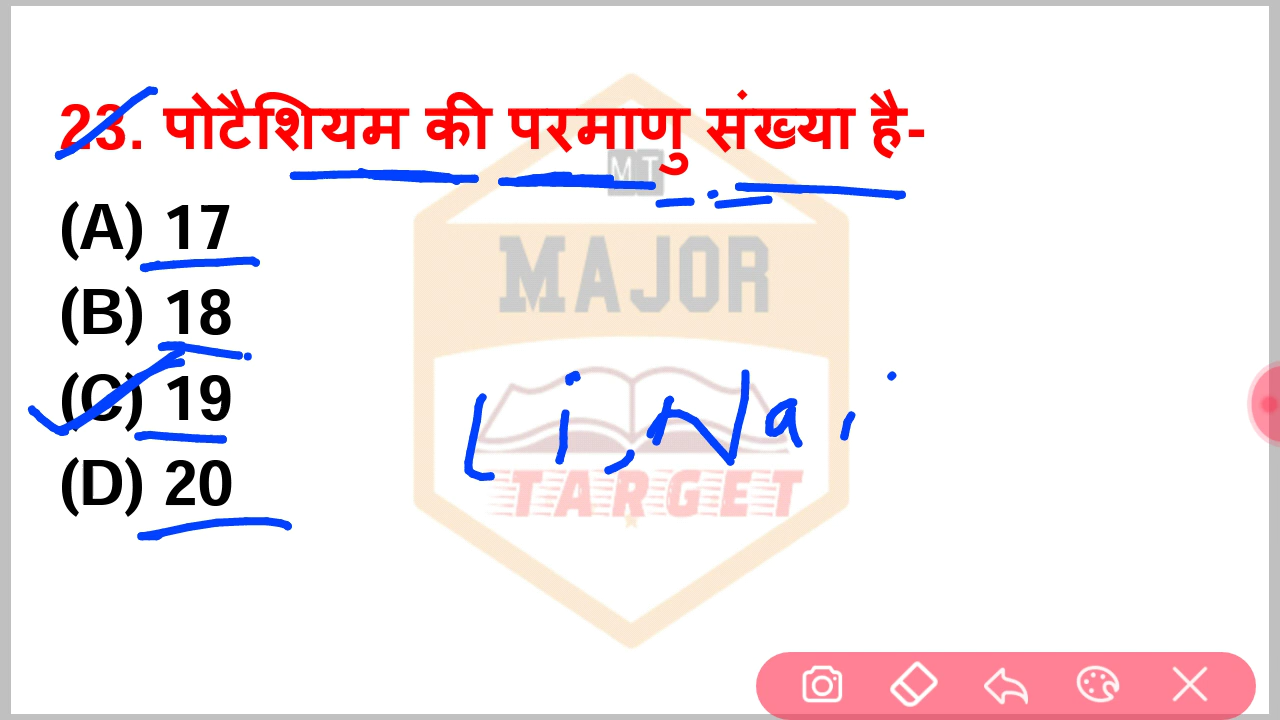 23. पोटैशियम की परमाणु संख्या है-
(A) 17
(B) 18
(C) 19
(D) 20
Li, Na,
MT
MAJOR
TARGET